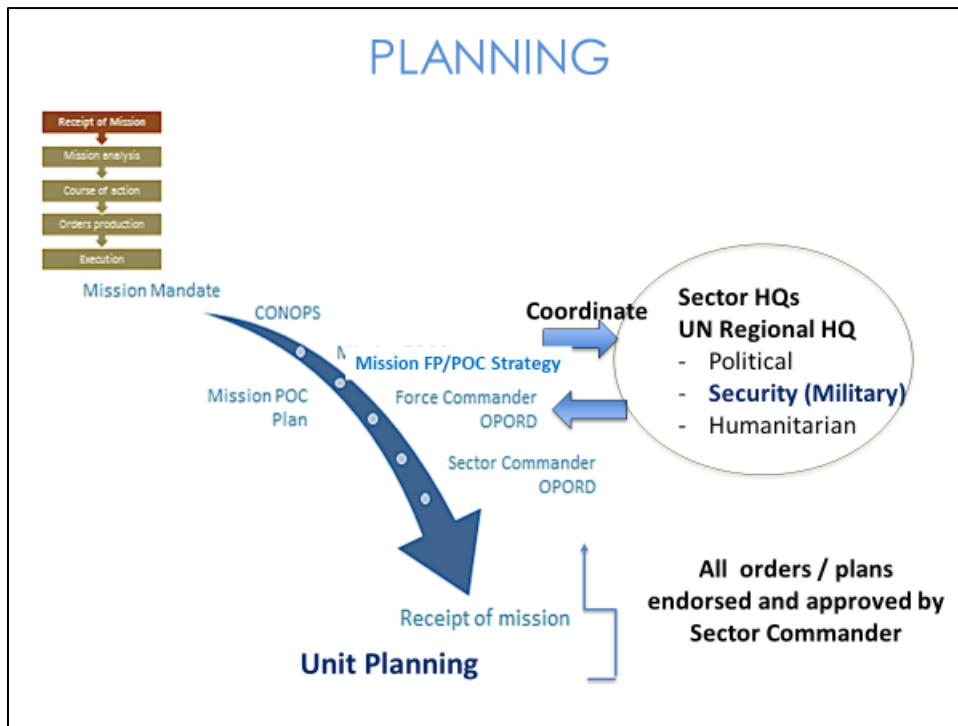 PLANNING
Receipt of Mission
Mission analysis
Course of action
Orders production
Execution
Mission Mandate
CONOPS
Mission FP/POC Strategy
Mission POC
Plan
Force Commander
OPORD
Sector Commander
OPORD
Receipt of mission
Unit Planning
Coordinate
Sector HQs
UN Regional HQ
- Political
- Security (Military)
- Humanitarian
All orders / plans
endorsed and approved by
Sector Commander